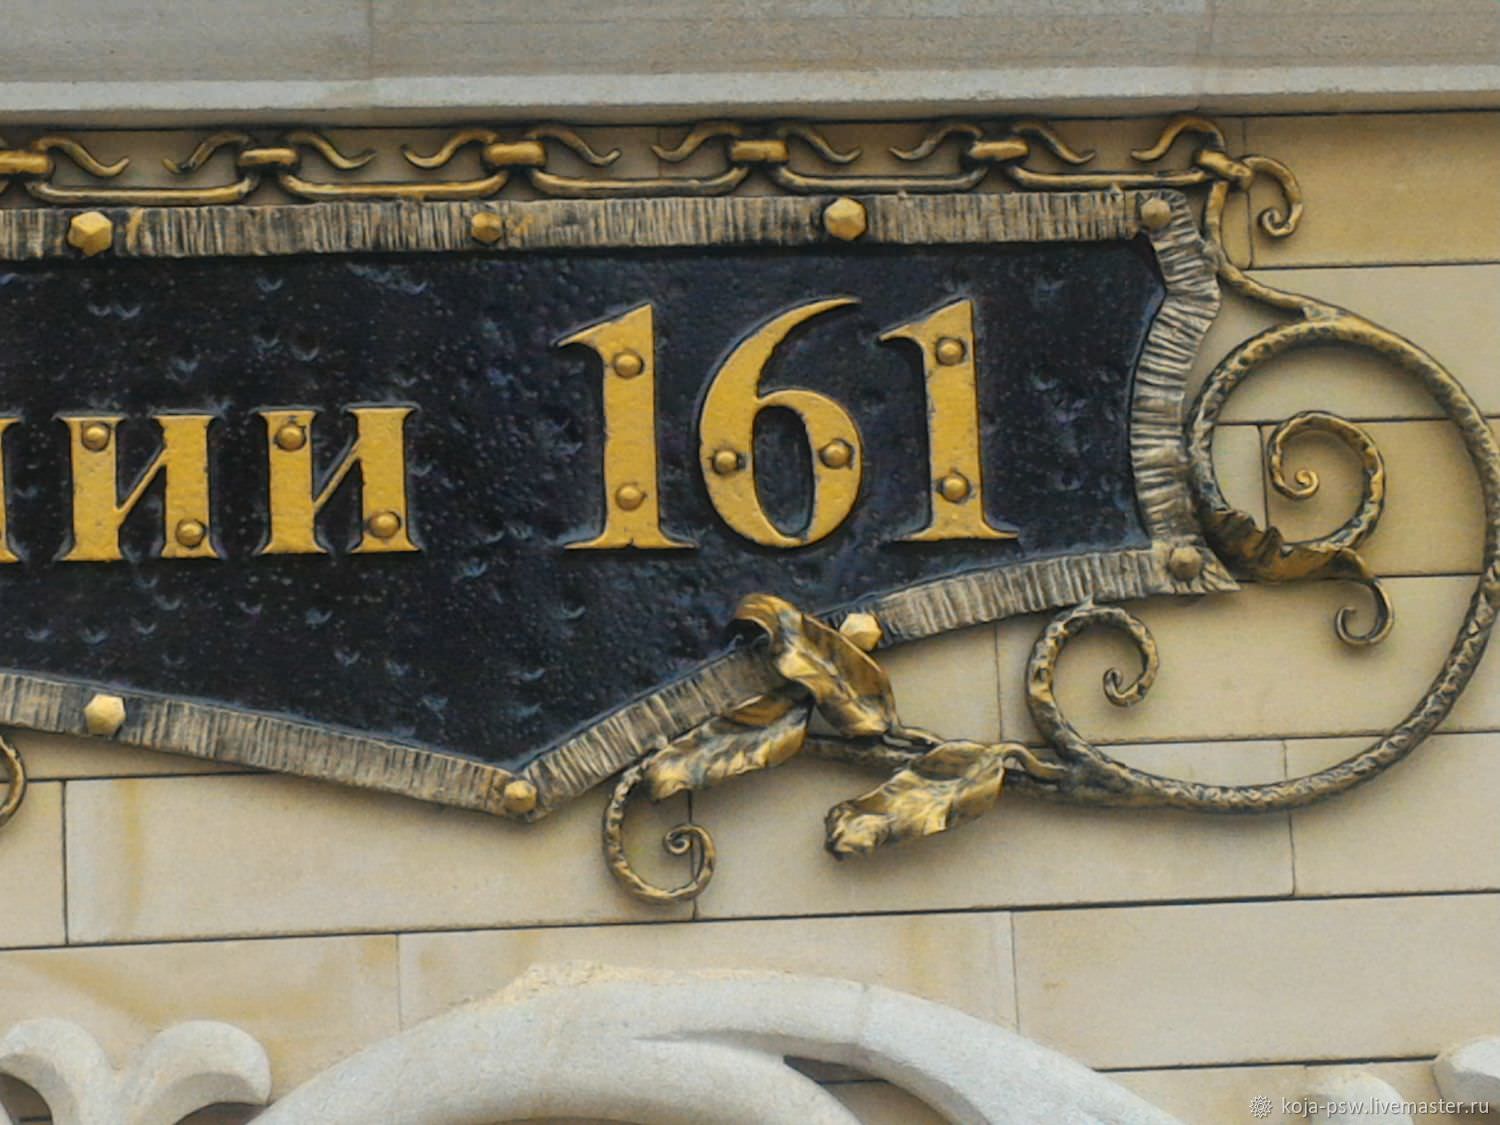 ии 161
koja-psw.livemaster.ru